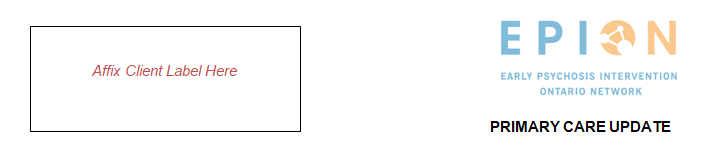 Affix Client Label Here
EPION
EARLY PSYCHOSIS INTERVENTION
ONTARIO NETWORK
PRIMARY CARE UPDATE